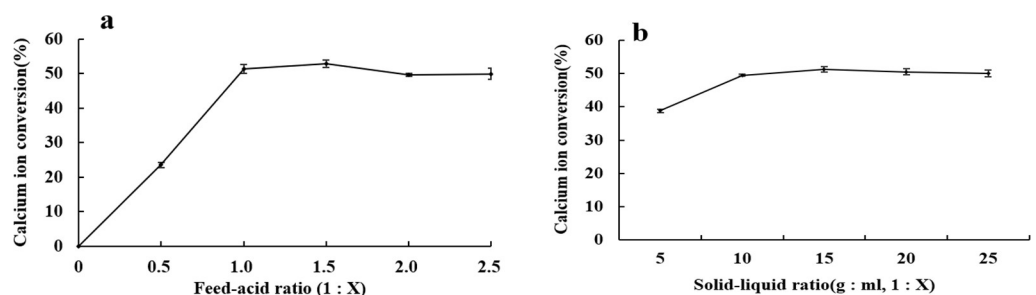 a
Calcium ion conversion(%)
60
50
40
30
20
10
0
0 0.5 1.0 1.5 2.0 2.5
Feed-acid ratio (1 : X)
b
Calcium ion conversion(%)
60
50
40
30
20
10
0
5 10 15 20 25
Solid-liquid ratio(g : ml, 1 : X)